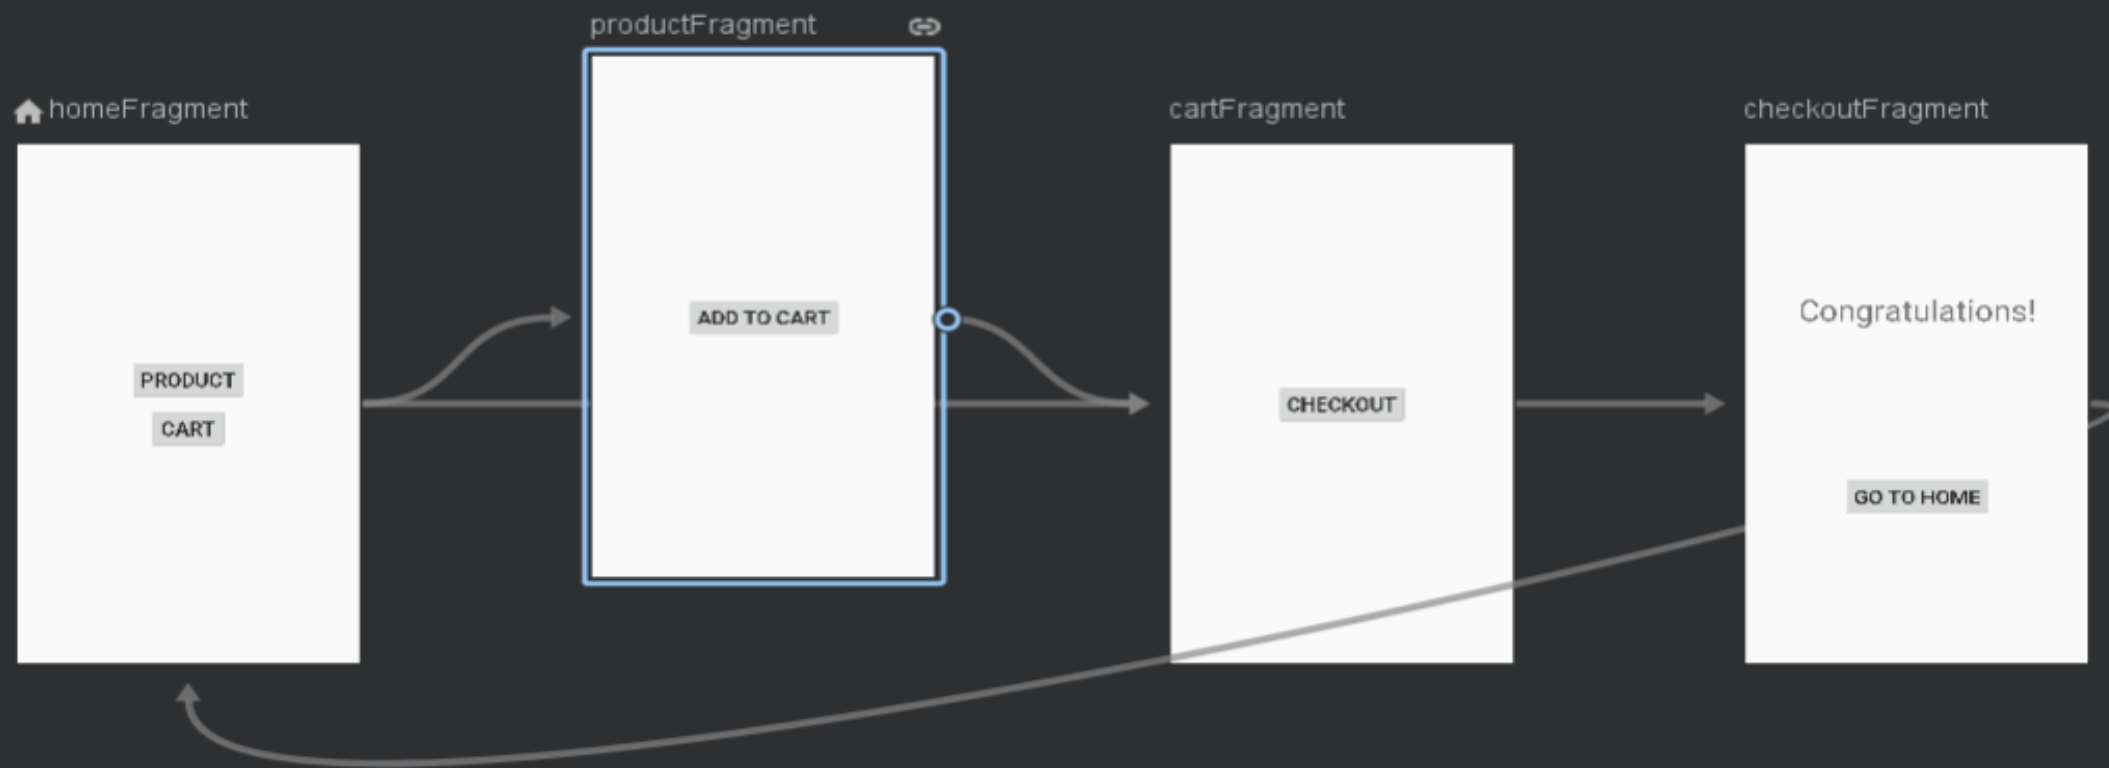 homeFragment
PRODUCT
CART
productFragment
ADD TO CART
cartFragment
CHECKOUT
checkoutFragment
Congratulations!
GO TO HOME